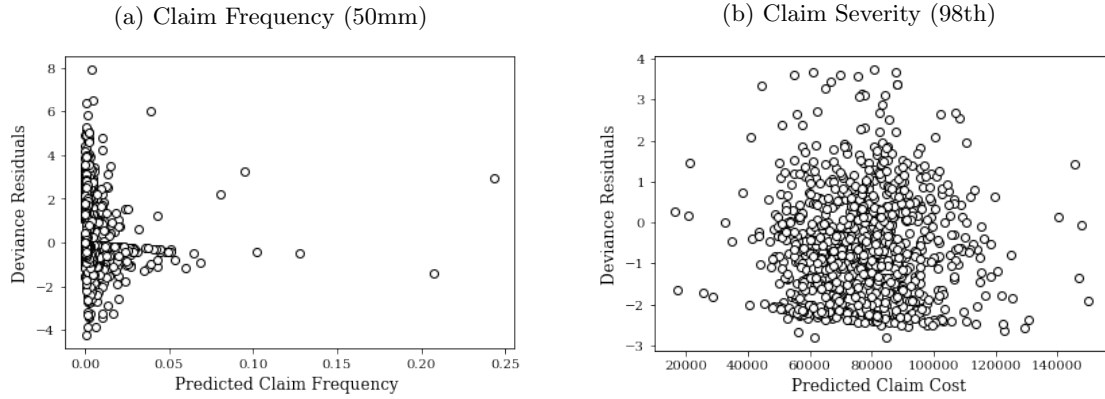 (a) Claim Frequency (50mm)
8
6
4
2
0
−2
−4
Deviance Residuals
0.00 0.05 0.10 0.15 0.20 0.25
Predicted Claim Frequency
(b) Claim Severity (98th)
4
3
2
1
0
−1
−2
−3
Deviance Residuals
20000 40000 60000 80000 100000 120000 140000
Predicted Claim Cost